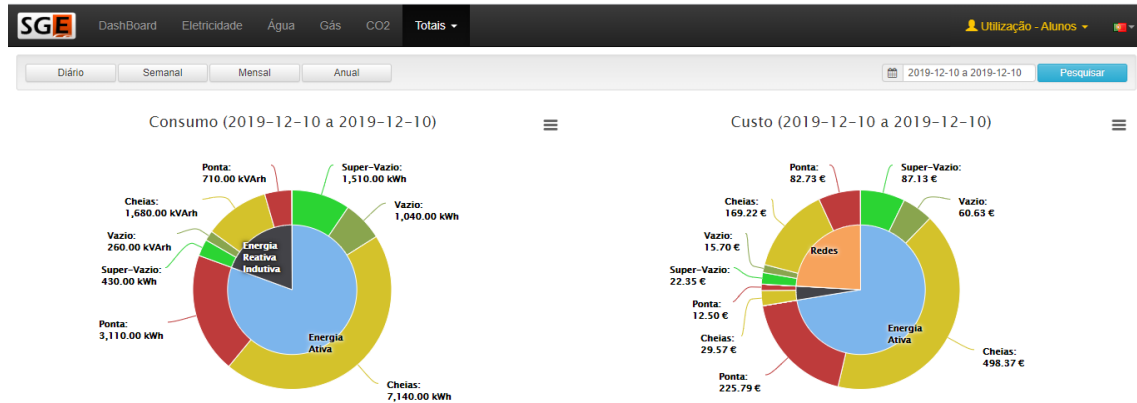 SGE DashBoard Eletricidade Água Gás CO2 Totais Utilização - Alunos
Diário Semanal Mensal Anual 2019-12-10 a 2019-12-10 Pesquisar
Consumo (2019-12-10 a 2019-12-10)
Ponta:
710.00 kVArh
Super-Vazio:
1,510.00 kWh
Cheias:
1,680.00 kVArh
Vazio:
1,040.00 kWh
Vazio:
260.00 kVArh
Energia
Reativa
Indutiva
Super-Vazio:
430.00 kWh
Ponta:
3,110.00 kWh
Energia
Ativa
Cheias:
7,140.00 kWh
Custo (2019-12-10 a 2019-12-10)
Ponta:
82.73 €
Super-Vazio:
87.13 €
Cheias:
169.22 €
Vazio:
60.63 €
Vazio:
15.70 €
Redes
Super-Vazio:
22.35 €
Ponta:
12.50 €
Energia
Ativa
Cheias:
29.57 €
Cheias:
498.37 €
Ponta:
225.79 €